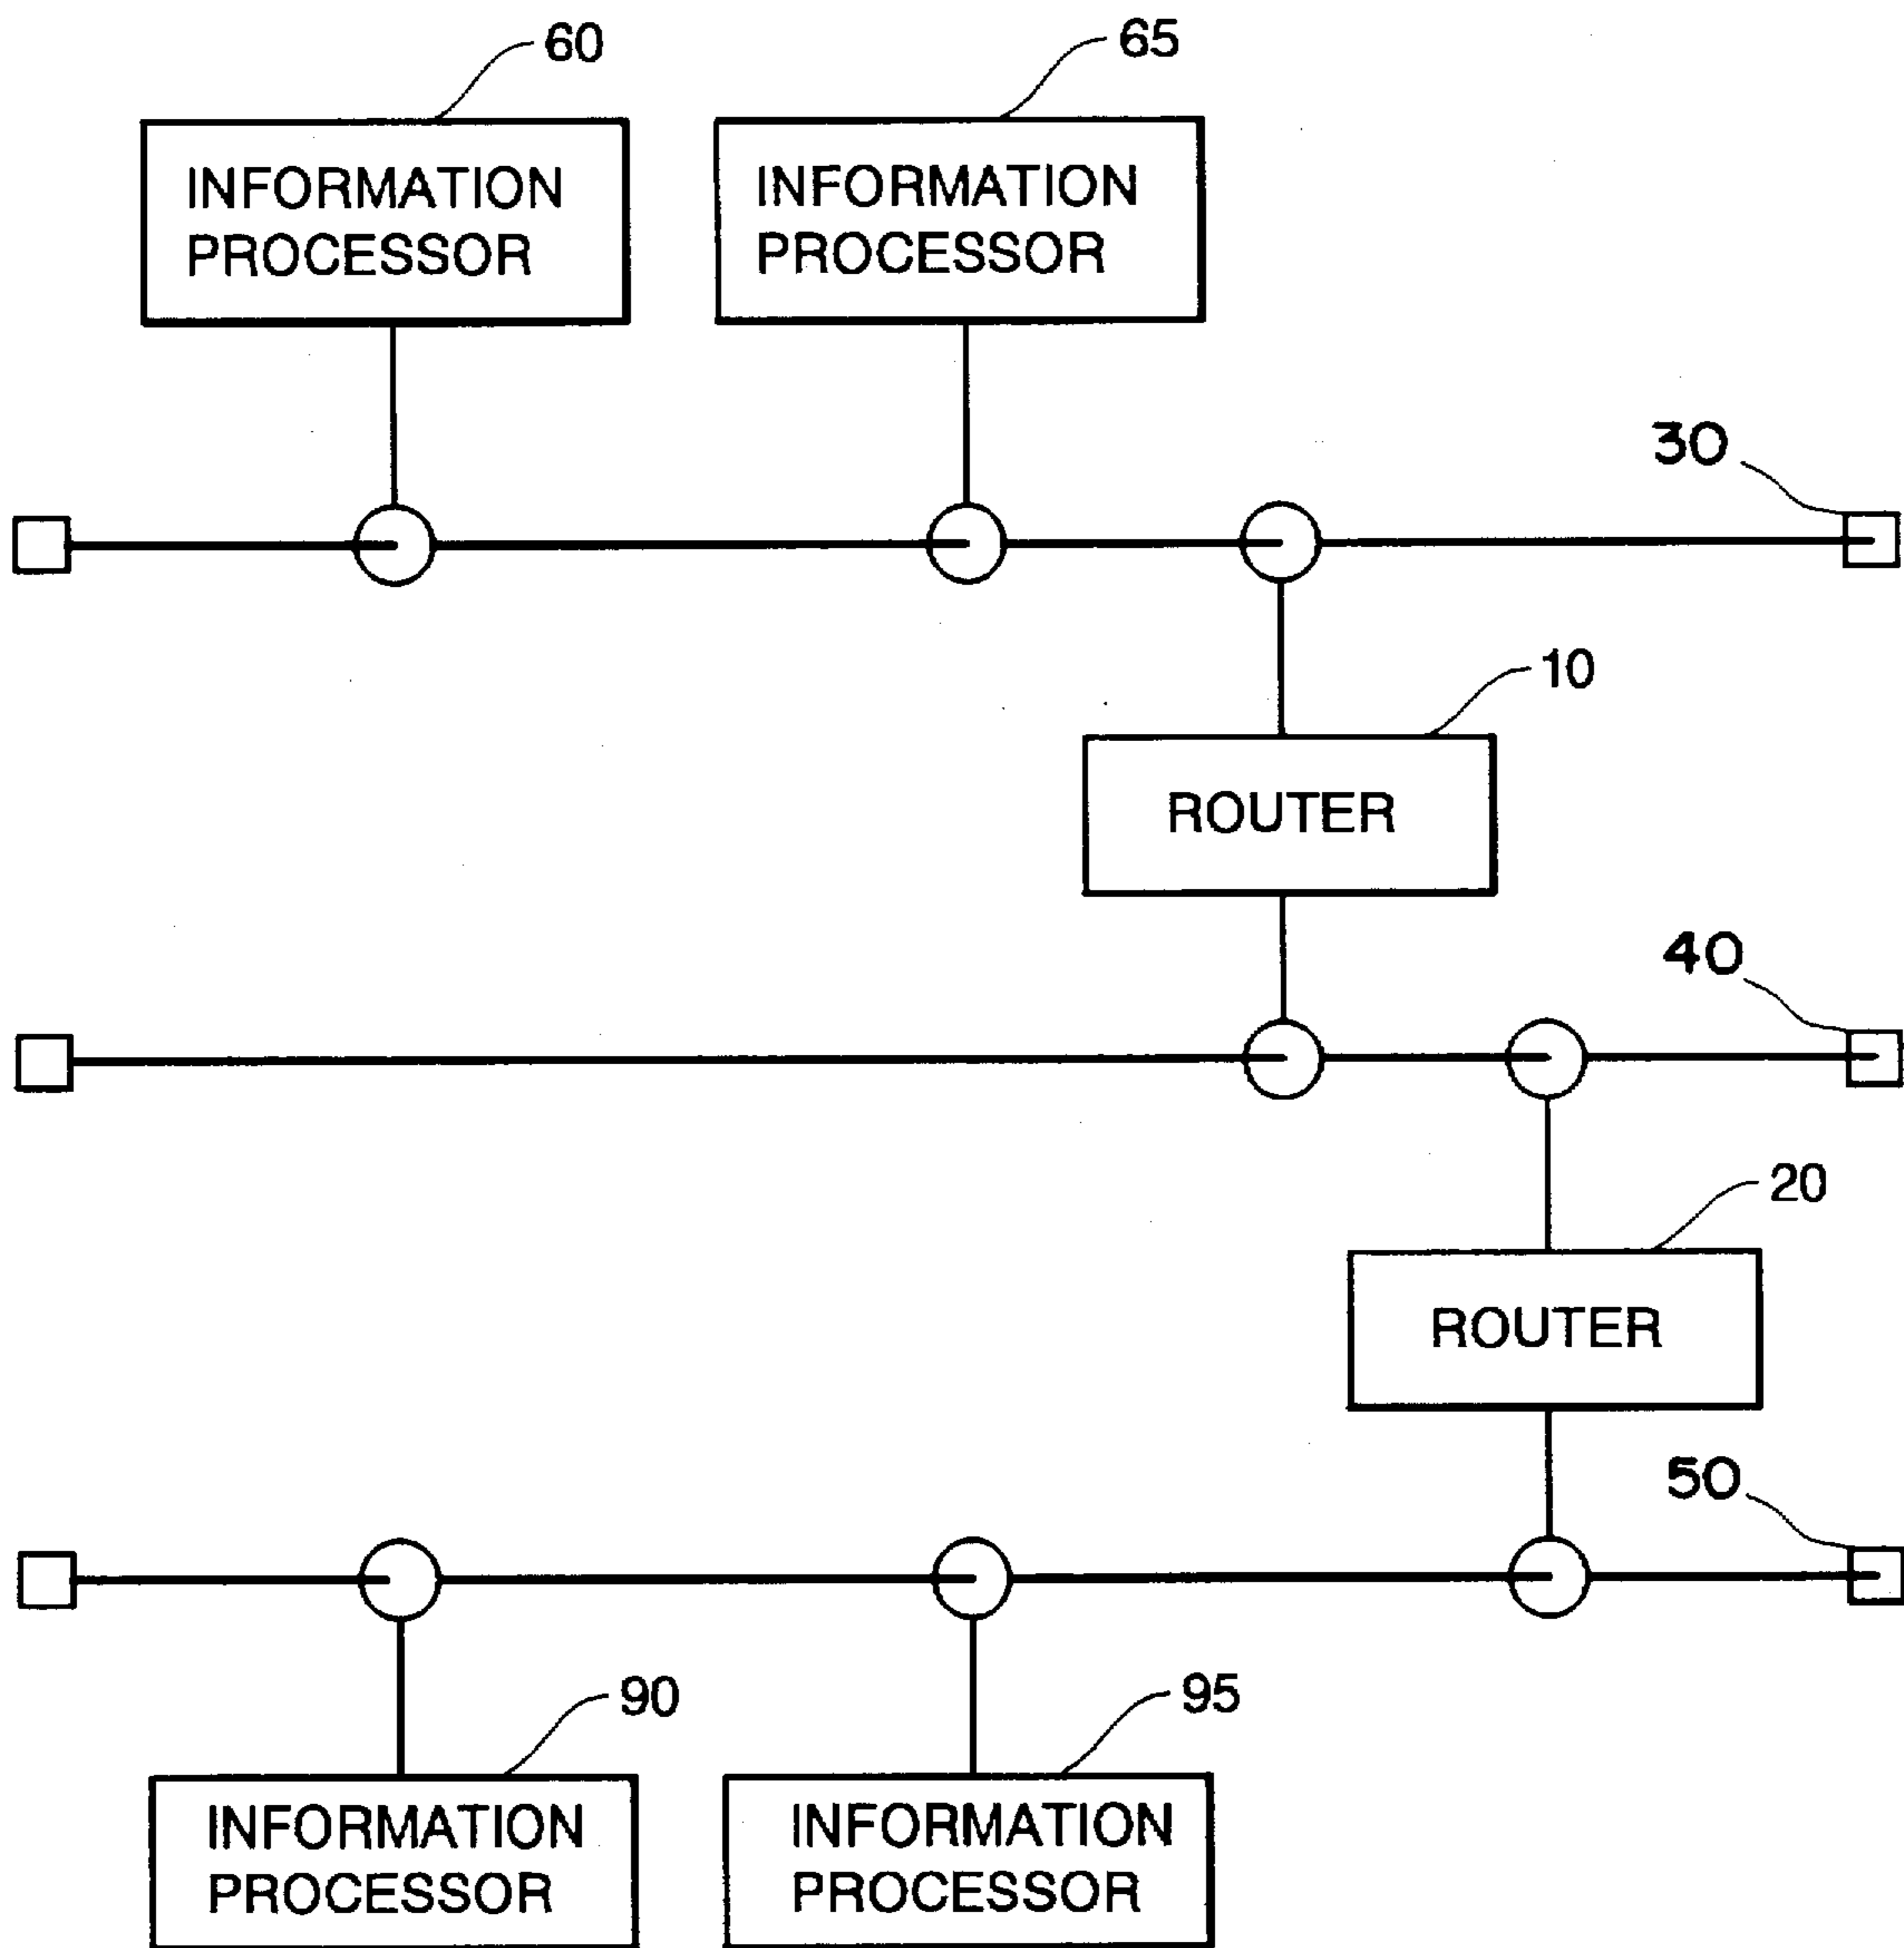 60
65
INFORMATION
PROCESSOR
INFORMATION
PROCESSOR
30
10
ROUTER
40
20
ROUTER
50
90
95
INFORMATION
PROCESSOR
INFORMATION
PROCESSOR